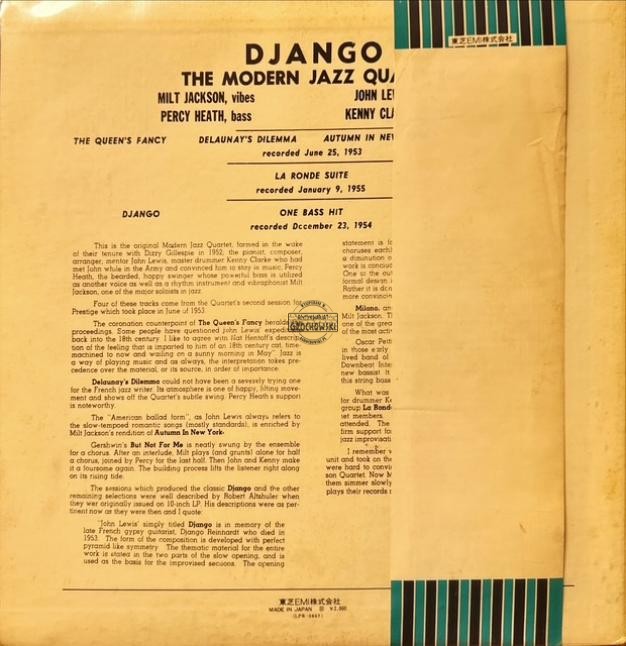 東芝EMI株式会社
DJANGO
THE MODERN JAZZ QUA
MILT JACKSON, vibes JOHN LE
PERCY HEATH, bass KENNY CLA
THE QUEEN'S FANCY DELAUNAY'S DILEMMA AUTUMN IN NE
recorded June 25, 1953
LA RONDE SUITE
recorded January 9, 1955
DJANGO ONE BASS HIT
recorded December 23, 1954
This is the original Modern Jazz Quartet, formed in the wake
of their tenure with Dizzy Gillespie in 1952; the pianist, composer,
arranger, mentor John Lewis, master drummer Kenny Clarke who had
met John while in the Army and convinced him to stay in music; Percy
Heath, the bearded, happy swinger whose powerful bass is utilized
as another voice as well as a rhythm instrument and vibraphonist Milt
Jackson, one of the major soloists in jazz.
Four of these tracks come from the Quartet's second session for
Prestige which took place in June of 1953.
The coronation counterpoint of The Queen's Fancy
proceedings. Some people have questioned John Lewis'
back into the 18th century. I like to agree with Nat Hentoff's
tion of the feeling that is imparted to him of an 18th century cat, time-
machined to now and wailing on a sunny morning in May". Jazz is
a way of playing music and as always, the interpretation takes pre-
cedence over the material, or its source, in order of importance.
Delaunay's Dilemma could not have been a severely trying one
for the French jazz writer. Its atmosphere is one of happy, lilting move-
ment and shows off the Quartet's subtle swing. Percy Heath's support
is noteworthy.
The "American ballad form", as John Lewis always refers to
the slow-tempoed romantic songs (mostly standards), is enriched by
Milt Jackson's rendition of Autumn In New York.
Gershwin's But Not For Me is neatly swung by the ensemble
for a chorus. After an interlude, Milt plays (and grunts) alone for half
a chorus, joined by Percy for the last half. Then John and Kenny make
it a foursome again. The building process lifts the listener right along
on its rising tide.
The sessions which produced the classic Django and the other
remaining selections were well described by Robert Altshuler when
they wer originally issued on 10-inch LP. His descriptions were as per-
tinent now as they were then and I quote:
"John Lewis' simply titled Django is in memory of the
late French gypsy guitarist, Django Reinhardt who died in
1953. The form of the composition is developed with perfect
pyramid like symmetry. The thematic material for the entire
work is stated in the two parts of the slow opening, and is
used as the basis for the improvised secuons. The opening
statement is
choruses each
a diminution o
work is concluc
One is the out
formal design i
Rather it is
more convincin
Milano, an
Milt Jackson. T
one of the grea
of the most acti
Oscar Petti
in those early
lived band of
Downbeat Inter
new bassist. It
this string bass
What was
for drummer K
group La Rond
et members
attended. The
firm support fo
jazz improvisati
I remember
unit and took on the
were hard to convi
son Quartet. Now M
them simmer slowly
plays their records
GROCHOWSKI
東芝EMI株式会社
MADE IN JAPAN